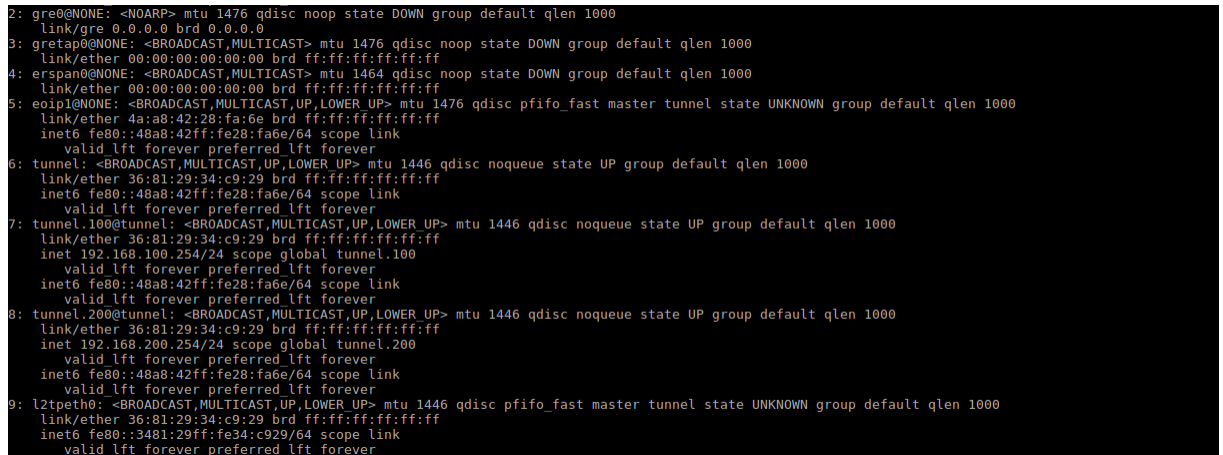 2: gre0@NONE: <NOARP> mtu 1476 qdisc noop state DOWN group default qlen 1000
    link/gre 0.0.0.0 brd 0.0.0.0
3: gretap0@NONE: <BROADCAST,MULTICAST> mtu 1476 qdisc noop state DOWN group default qlen 1000
    link/ether 00:00:00:00:00:00 brd ff:ff:ff:ff:ff:ff
4: erspan0@NONE: <BROADCAST,MULTICAST> mtu 1464 qdisc noop state DOWN group default qlen 1000
    link/ether 00:00:00:00:00:00 brd ff:ff:ff:ff:ff:ff
5: eoip1@NONE: <BROADCAST,MULTICAST,UP,LOWER_UP> mtu 1476 qdisc pfifo_fast master tunnel state UNKNOWN group default qlen 1000
    link/ether 4a:a8:42:28:fa:6e brd ff:ff:ff:ff:ff:ff
    inet6 fe80::48a8:42ff:fe28:fa6e/64 scope link
       valid_lft forever preferred_lft forever
6: tunnel: <BROADCAST,MULTICAST,UP,LOWER_UP> mtu 1446 qdisc noqueue state UP group default qlen 1000
    link/ether 36:81:29:34:c9:29 brd ff:ff:ff:ff:ff:ff
    inet6 fe80::48a8:42ff:fe28:fa6e/64 scope link
       valid_lft forever preferred_lft forever
7: tunnel.100@tunnel: <BROADCAST,MULTICAST,UP,LOWER_UP> mtu 1446 qdisc noqueue state UP group default qlen 1000
    link/ether 36:81:29:34:c9:29 brd ff:ff:ff:ff:ff:ff
    inet 192.168.100.254/24 scope global tunnel.100
       valid_lft forever preferred_lft forever
    inet6 fe80::48a8:42ff:fe28:fa6e/64 scope link
       valid_lft forever preferred_lft forever
8: tunnel.200@tunnel: <BROADCAST,MULTICAST,UP,LOWER_UP> mtu 1446 qdisc noqueue state UP group default qlen 1000
    link/ether 36:81:29:34:c9:29 brd ff:ff:ff:ff:ff:ff
    inet 192.168.200.254/24 scope global tunnel.200
       valid_lft forever preferred_lft forever
    inet6 fe80::48a8:42ff:fe28:fa6e/64 scope link
       valid_lft forever preferred_lft forever
9: l2tpeth0: <BROADCAST,MULTICAST,UP,LOWER_UP> mtu 1446 qdisc pfifo_fast master tunnel state UNKNOWN group default qlen 1000
    link/ether 36:81:29:34:c9:29 brd ff:ff:ff:ff:ff:ff
    inet6 fe80::3481:29ff:fe34:c929/64 scope link
       valid_lft forever preferred_lft forever